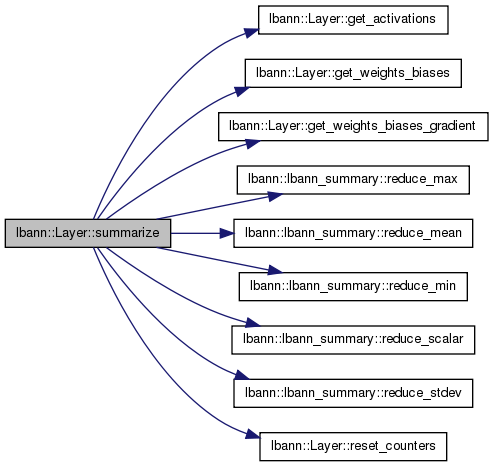 lbann::Layer::get_activations
lbann::Layer::get_weights_biases
lbann::Layer::get_weights_biases_gradient
lbann::lbann_summary::reduce_max
lbann::Layer::summarize
lbann::lbann_summary::reduce_mean
lbann::lbann_summary::reduce_min
lbann::lbann_summary::reduce_scalar
lbann::lbann_summary::reduce_stdev
lbann::Layer::reset_counters